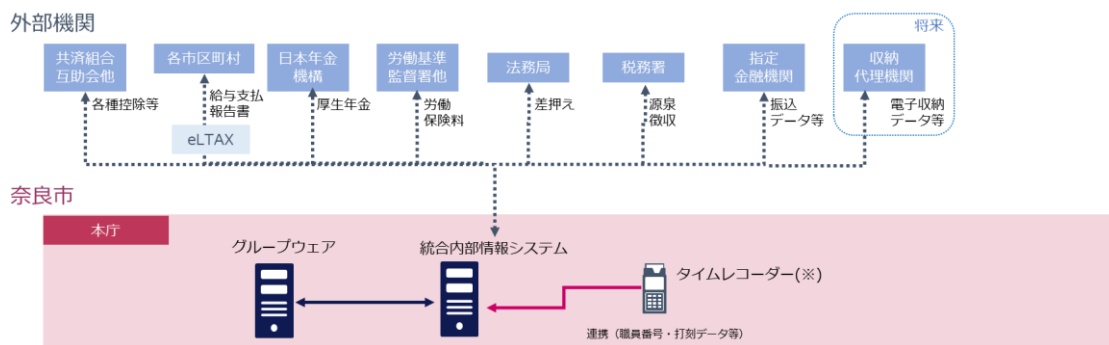 外部機関
将来
共済組合
互助会他
各市区町村
日本年金
機構
労働基準
監督署他
法務局
税務署
指定
金融機関
収納
代理機関
各種控除等
給与支払
報告書
厚生年金
労働
保険料
差押え
源泉
徴収
振込
データ等
電子収納
データ等
eLTAX
奈良市
本庁
グループウェア
統合内部情報システム
タイムレコーダー(※)
連携（職員番号・打刻データ等）